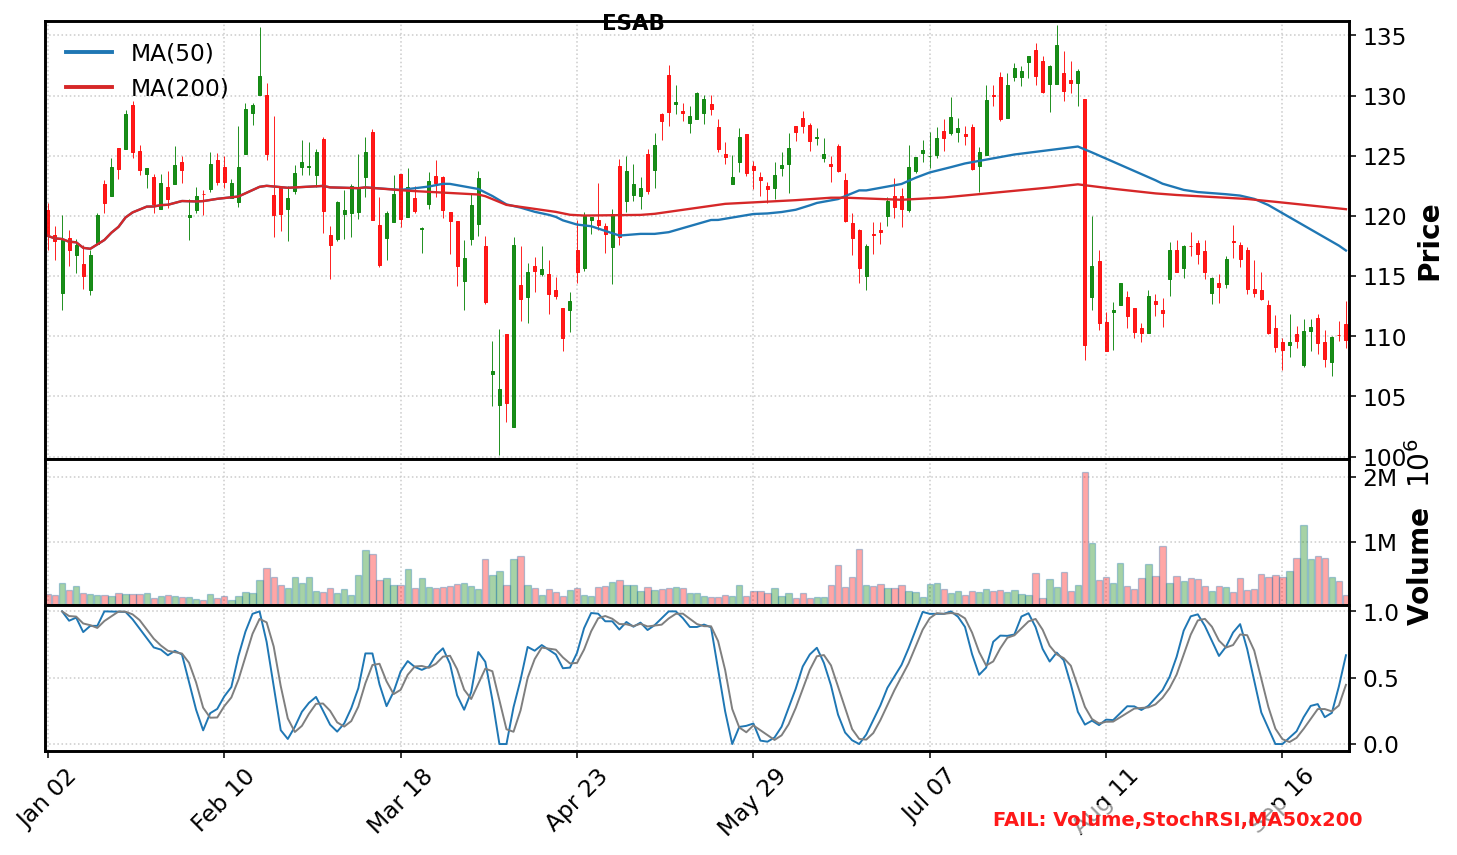 ESAB
MA(50)
MA(200)
135
130
125
120
115
110
105
100
Price
2M
1M
Volume 10^6
1.0
0.5
0.0
Jan 02
Feb 10
Mar 18
Apr 23
May 29
Jul 07
Aug 11
Sep 16
FAIL: Volume,StochRSI,MA50x200